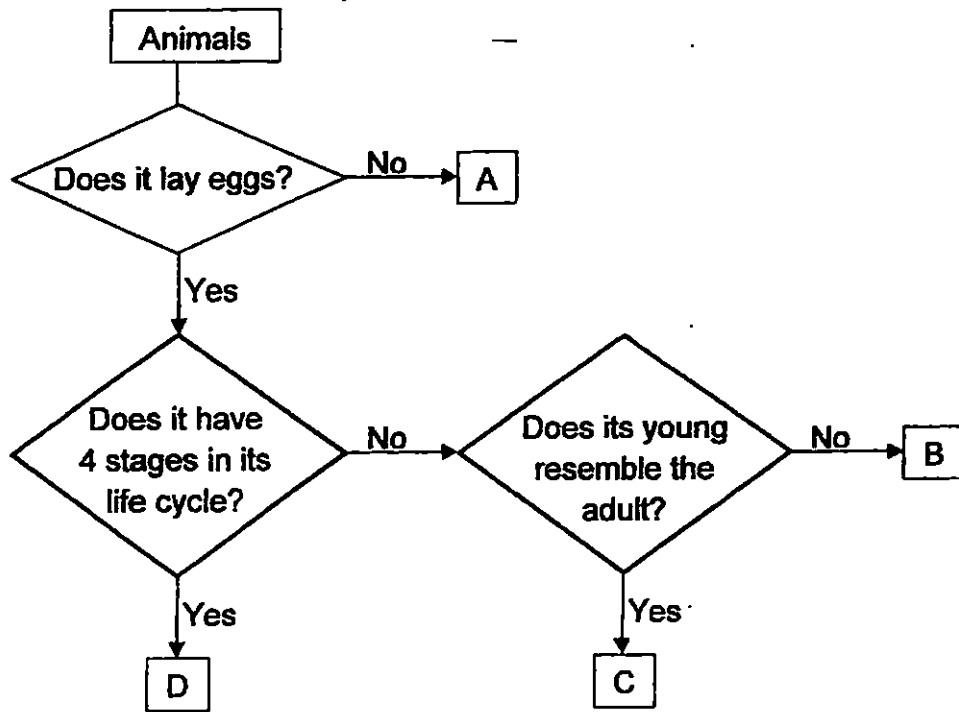 Animals
Does it lay eggs?
No
A
Yes
Does it have
4 stages in its
life cycle?
No
Does its young
resemble the
adult?
No
B
Yes
D
Yes
C